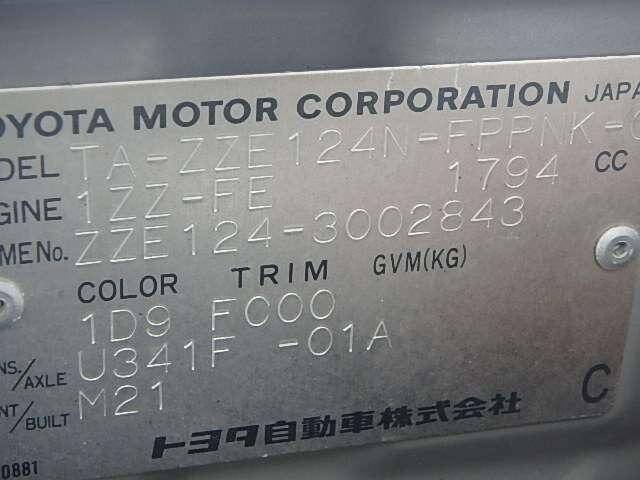 OYOTA MOTOR CORPORATION JAPA
DEL TA-ZZE124N-FPPNK-
GINE 1ZZ-FE 1794 CC
ME No. ZZE124-3002843
COLOR TRIM GVM(KG)
1D9 FC00
NS./AXLE U341F -01A
NT/BUILT M21
C
トヨタ自動車株式会社
0881